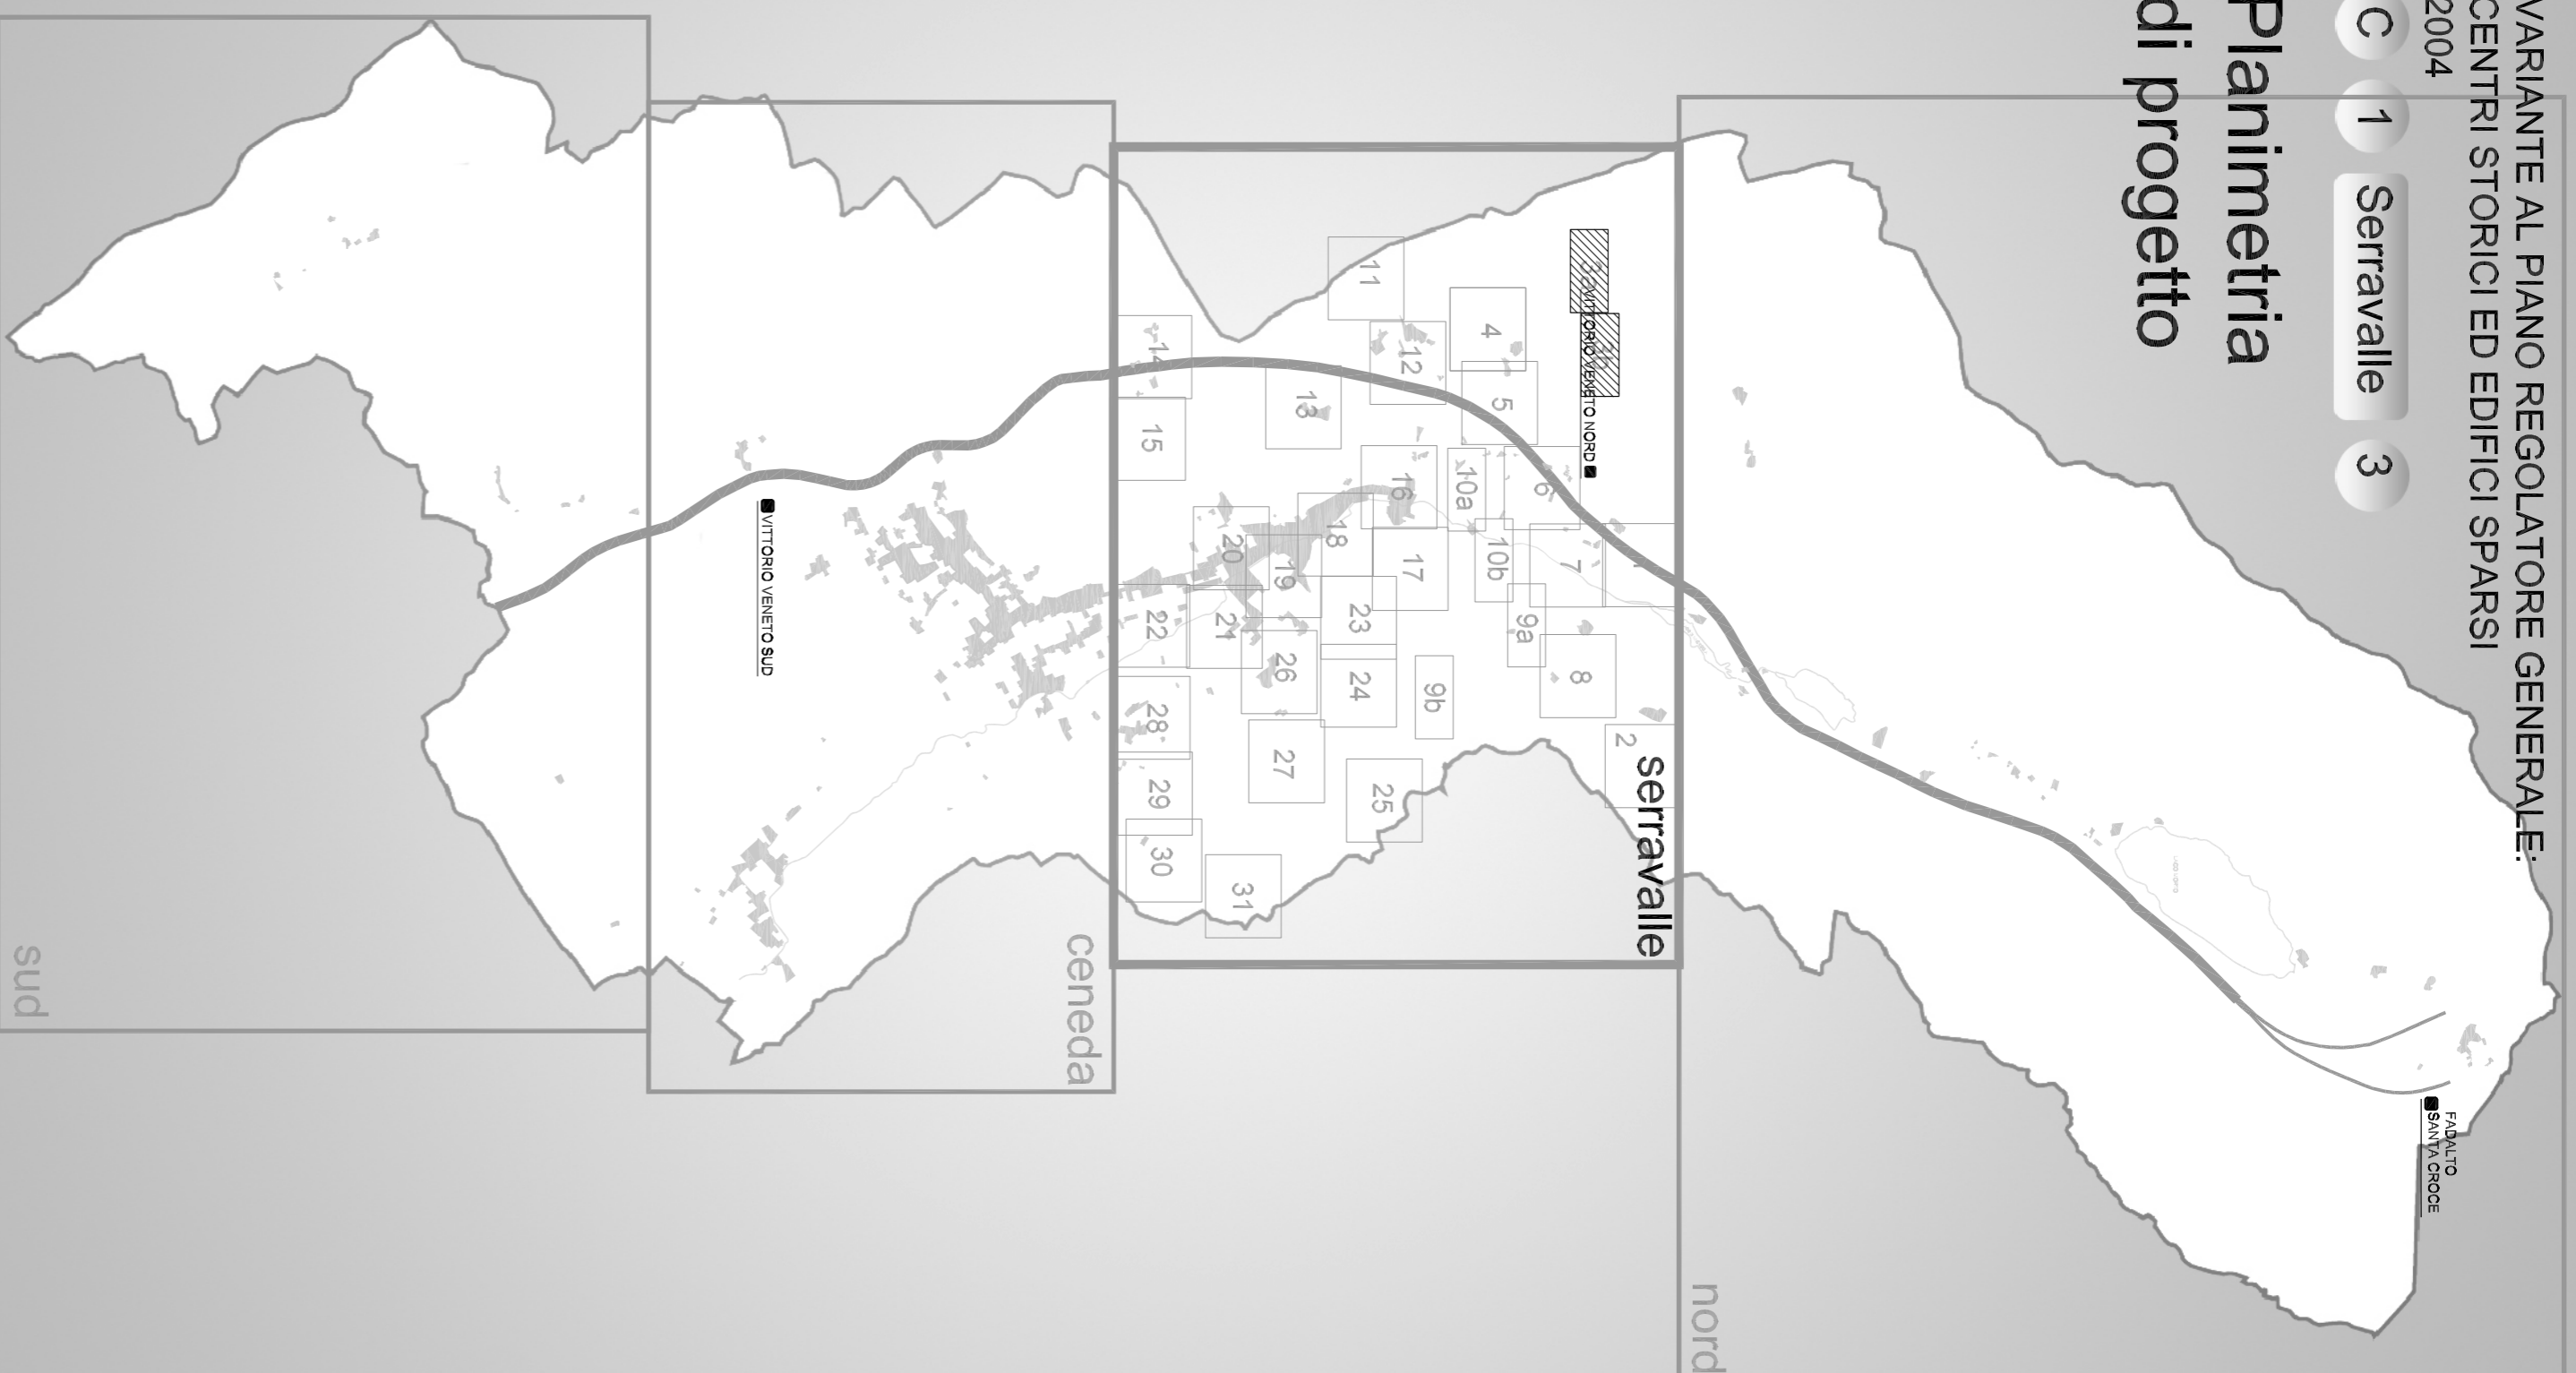 VARIANTE AL PIANO REGOLATORE GENERALE:
CENTRI STORICI ED EDIFICI SPARSI
2004
C 1 Serravalle 3
Planimetria
di progetto
FADALTO
SANTA CROCE
nord
Serravalle
2
1
3a
3b
VITTORIO VENETO NORD
8
7
6
9a
5
4
10b
10a
9b
12
17
11
16
25
23
24
18
13
19
26
27
20
21
31
14
15
22
28
29
30
ceneda
VITTORIO VENETO SUD
sud